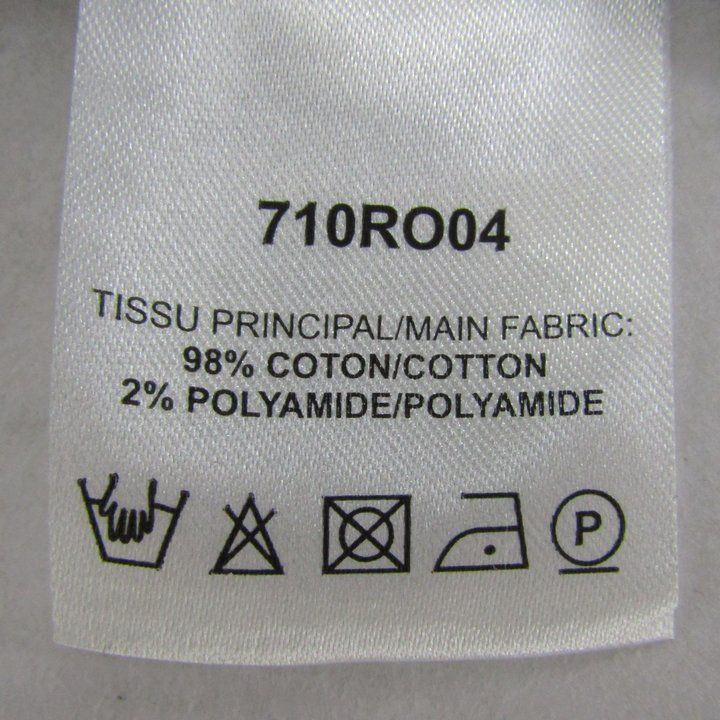 710RO04
TISSU PRINCIPAL/MAIN FABRIC:
98% COTON/COTTON
2% POLYAMIDE/POLYAMIDE
P